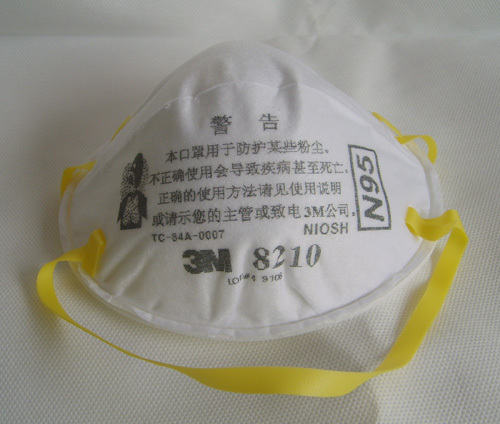 警告
本口罩用于防护某些粉尘.
不正确使用会导致疾病甚至死亡.
正确的使用方法请见使用说明
或请示您的主管或致电3M公司.
N95
TC-84A-0007 NIOSH
3M 8210